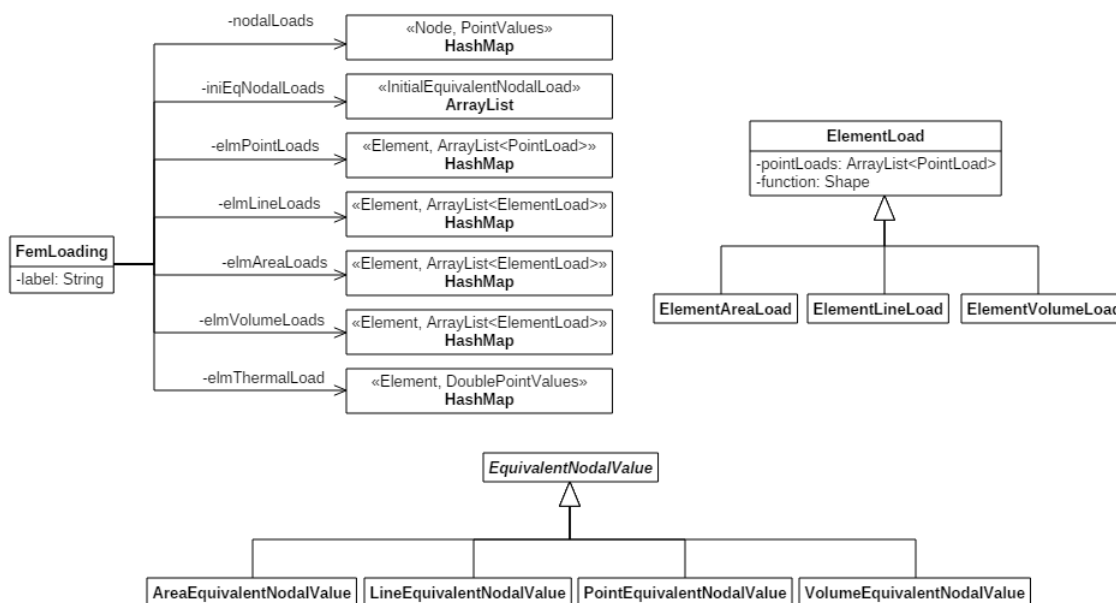 -nodalLoads
«Node, PointValues»
HashMap
-iniEqNodalLoads
«InitialEquivalentNodalLoad»
ArrayList
-elmPointLoads
«Element, ArrayList<PointLoad>»
HashMap
-elmLineLoads
«Element, ArrayList<ElementLoad>»
HashMap
FemLoading
-label: String
-elmAreaLoads
«Element, ArrayList<ElementLoad>»
HashMap
-elmVolumeLoads
«Element, ArrayList<ElementLoad>»
HashMap
-elmThermalLoad
«Element, DoublePointValues»
HashMap
ElementLoad
-pointLoads: ArrayList<PointLoad>
-function: Shape
ElementAreaLoad
ElementLineLoad
ElementVolumeLoad
EquivalentNodalValue
AreaEquivalentNodalValue
LineEquivalentNodalValue
PointEquivalentNodalValue
VolumeEquivalentNodalValue